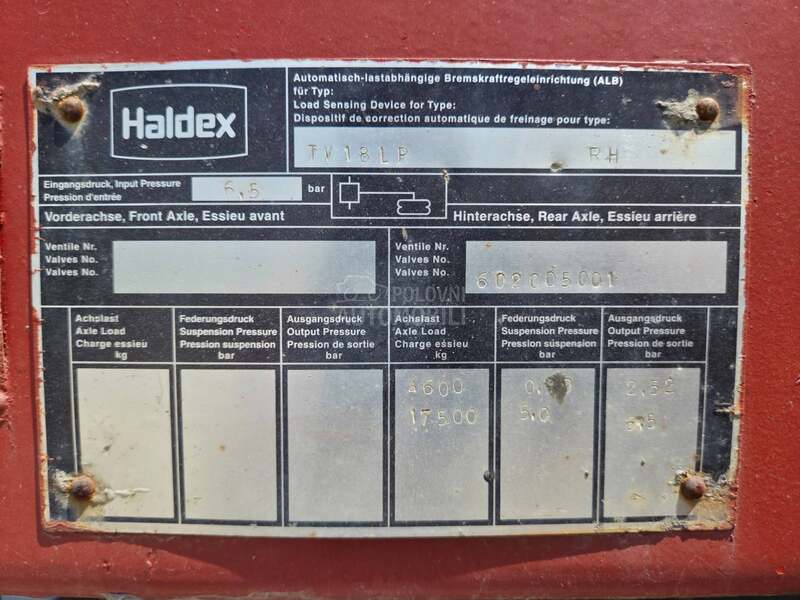 Haldex
Automatisch-lastabhängige Bremskraftregeleinrichtung (ALB)
für Typ:
Load Sensing Device for Type:
Dispositif de correction automatique de freinage pour type:
TV18LP RH
Eingangsdruck, Input Pressure
Pression d'entrée
6,5 bar
Vorderachse, Front Axle, Essieu avant
Hinterachse, Rear Axle, Essieu arrière
Ventile Nr.
Valves No.
Valves No.
Ventile Nr.
Valves No.
Valves No.
602005001
POLOVNI
Achslast
Axle Load
Charge essieu
kg
Federungsdruck
Suspension Pressure
Pression suspension
bar
Ausgangsdruck
Output Pressure
Pression de sortie
bar
Achslast
Axle Load
Charge essieu
kg
Federungsdruck
Suspension Pressure
Pression suspension
bar
Ausgangsdruck
Output Pressure
Pression de sortie
bar
4600 2,52
17500 5,0